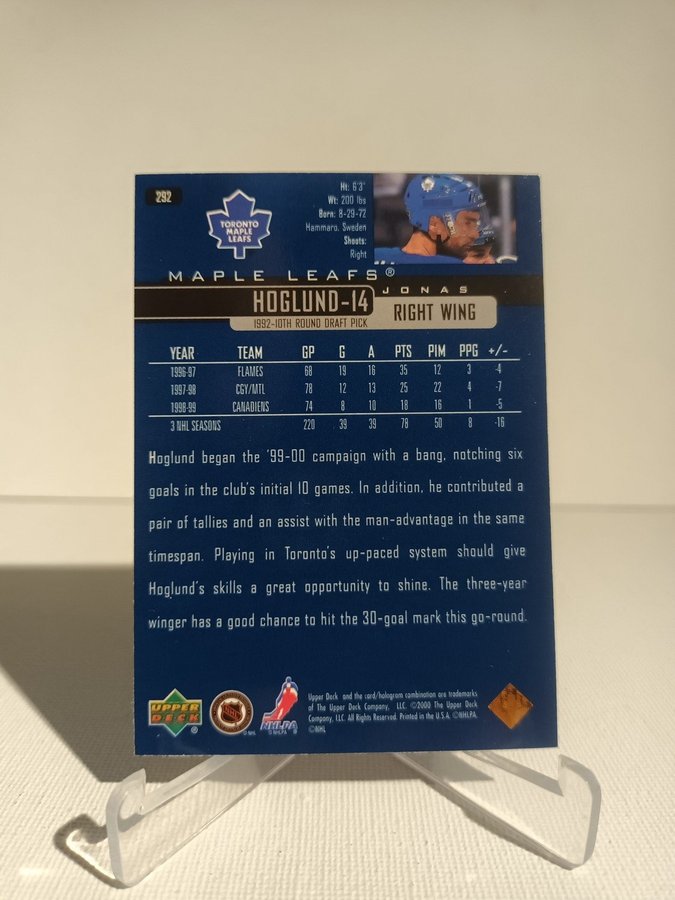 292
TORONTO
MAPLE
LEAFS
Ht: 6'3"
Wt: 200 lbs
Born: 8-29-72
Hammaro, Sweden
Shoots:
Right
MAPLE LEAFS®
JONAS
HOGLUND-14
RIGHT WING
1992-10TH ROUND DRAFT PICK
YEAR TEAM GP G A PTS PIM PPG +/-
1996-97 FLAMES 68 19 16 35 12 3 -4
1997-98 CGY/MTL 78 12 13 25 22 4 -7
1998-99 CANADIENS 74 8 10 18 16 1 -5
3 NHL SEASONS 220 39 39 78 50 8 -16
Hoglund began the '99-00 campaign with a bang, notching six
goals in the club's initial 10 games. In addition, he contributed a
pair of tallies and an assist with the man-advantage in the same
timespan. Playing in Toronto's up-paced system should give
Hoglund's skills a great opportunity to shine. The three-year
winger has a good chance to hit the 30-goal mark this go-round.
UPPER
DECK
®
NHL
© NHL
NHLPA
© NHLPA
Upper Deck and the card/hologram combination are trademarks
of The Upper Deck Company, LLC. ©2000 The Upper Deck
Company, LLC. All Rights Reserved. Printed in the U.S.A. ©NHLPA.
©NHL